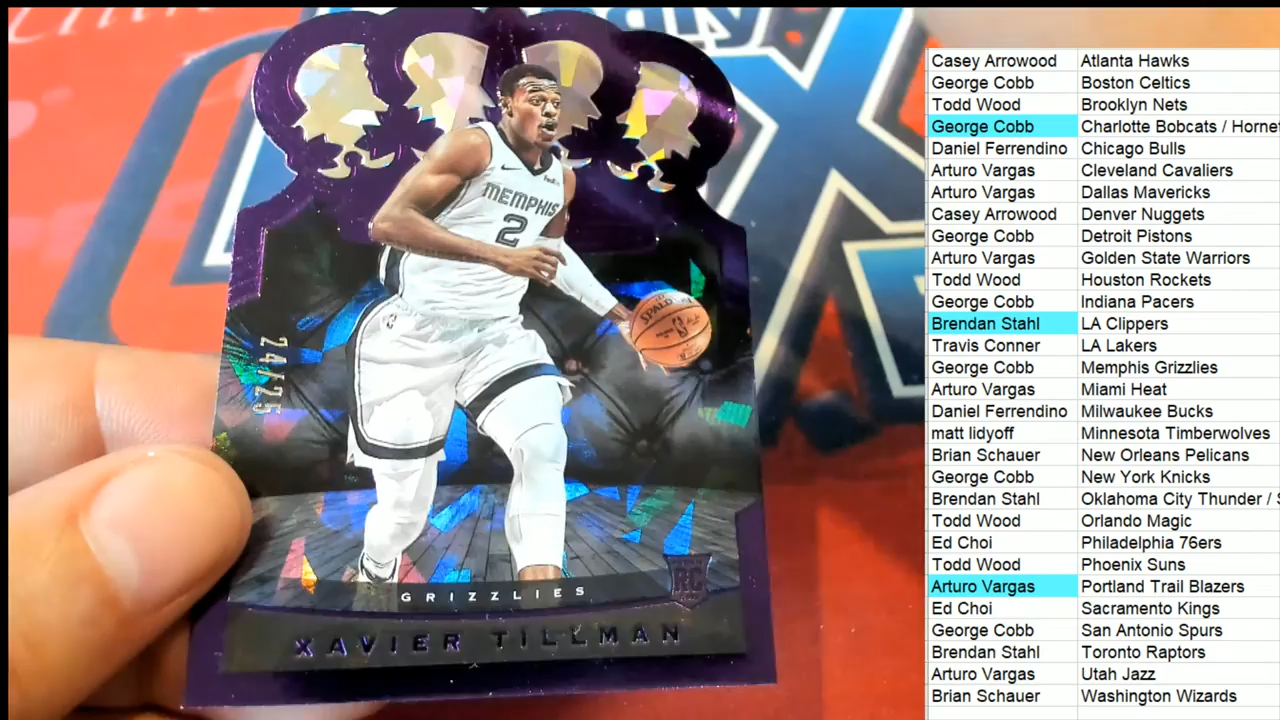 MEMPHIS
2
SPALDING
24/25
RC
GRIZZLIES
XAVIER TILLMAN
Casey Arrowood Atlanta Hawks
George Cobb Boston Celtics
Todd Wood Brooklyn Nets
George Cobb Charlotte Bobcats / Hornet
Daniel Ferrendino Chicago Bulls
Arturo Vargas Cleveland Cavaliers
Arturo Vargas Dallas Mavericks
Casey Arrowood Denver Nuggets
George Cobb Detroit Pistons
Arturo Vargas Golden State Warriors
Todd Wood Houston Rockets
George Cobb Indiana Pacers
Brendan Stahl LA Clippers
Travis Conner LA Lakers
George Cobb Memphis Grizzlies
Arturo Vargas Miami Heat
Daniel Ferrendino Milwaukee Bucks
matt lidyoff Minnesota Timberwolves
Brian Schauer New Orleans Pelicans
George Cobb New York Knicks
Brendan Stahl Oklahoma City Thunder / S
Todd Wood Orlando Magic
Ed Choi Philadelphia 76ers
Todd Wood Phoenix Suns
Arturo Vargas Portland Trail Blazers
Ed Choi Sacramento Kings
George Cobb San Antonio Spurs
Brendan Stahl Toronto Raptors
Arturo Vargas Utah Jazz
Brian Schauer Washington Wizards